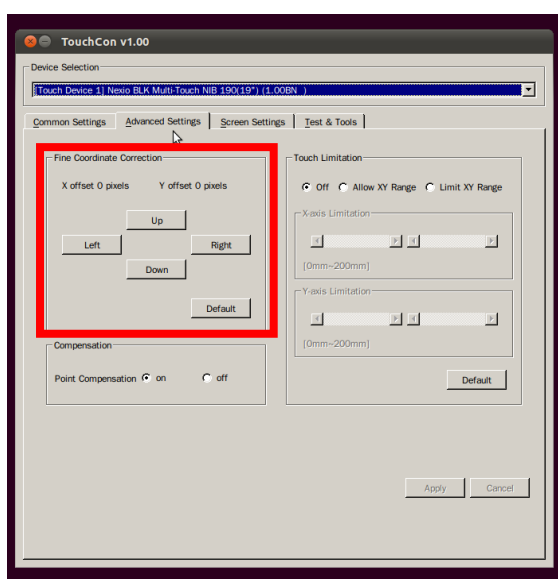 TouchCon v1.00
Device Selection
[Touch Device 1] Nexio BLK Multi-Touch NIB 190(19") (1.00BN )
Common Settings Advanced Settings Screen Settings Test & Tools
Fine Coordinate Correction
X offset 0 pixels Y offset 0 pixels
Up
Left Right
Down
Default
Compensation
Point Compensation on off
Touch Limitation
Off Allow XY Range Limit XY Range
X-axis Limitation
[0mm~200mm]
Y-axis Limitation
[0mm~200mm]
Default
Apply Cancel